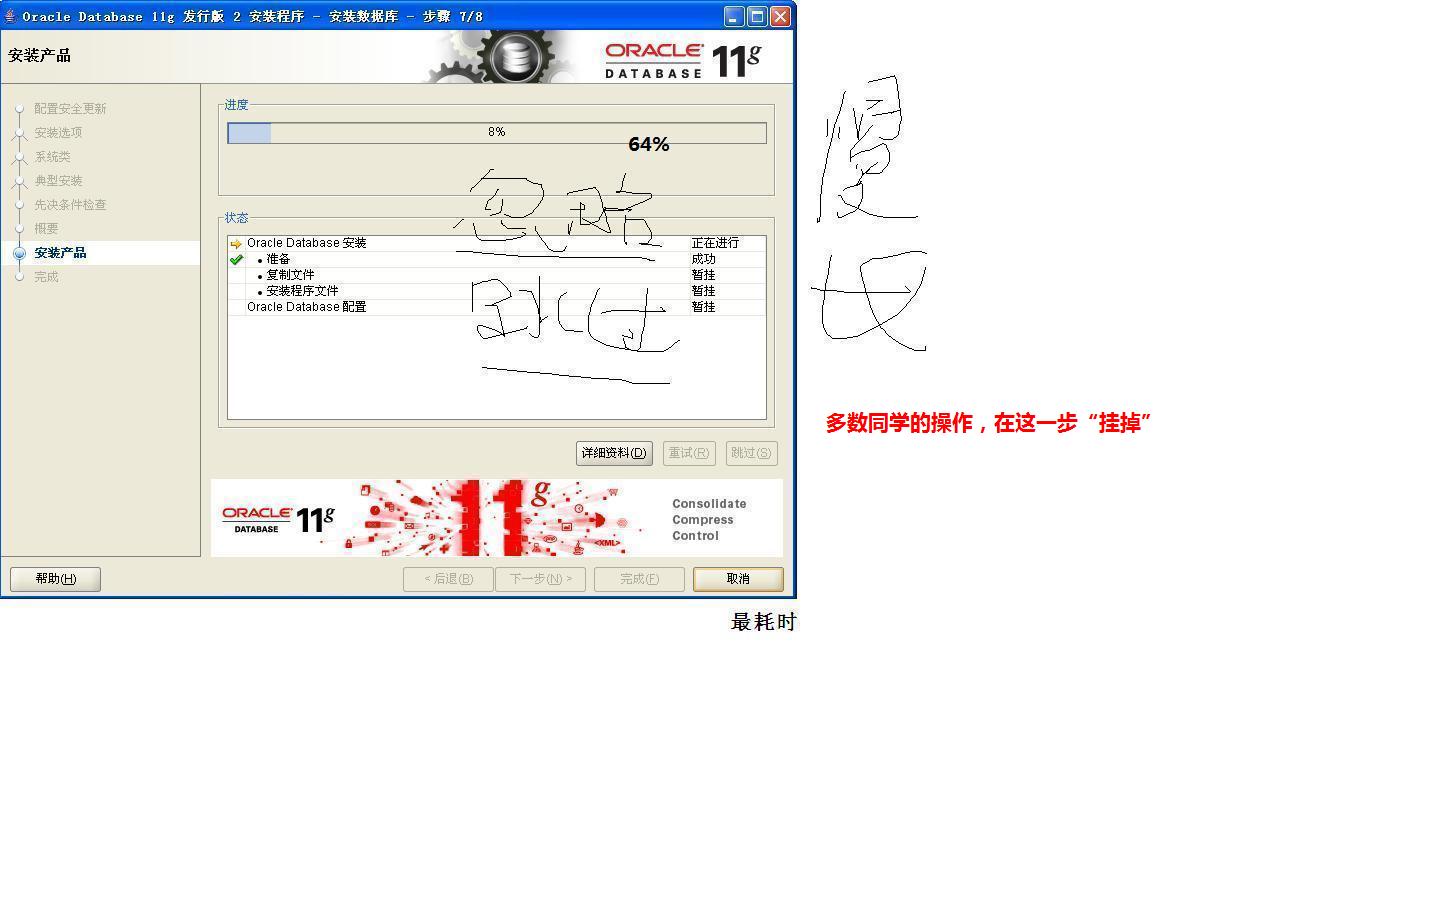 Oracle Database 11g 发行版 2 安装程序 - 安装数据库 - 步骤 7/8
安装产品
ORACLE
DATABASE 11g
配置安全更新
安装选项
系统类
典型安装
先决条件检查
概要
安装产品
完成
进度
8%
64%
忽略
状态
Oracle Database 安装 正在进行
• 准备 成功
• 复制文件 暂挂
• 安装程序文件 暂挂
Oracle Database 配置 暂挂
跳过
多数同学的操作，在这一步“挂掉”
详细资料(D) 重试(R) 跳过(S)
ORACLE
DATABASE 11g
11g
Consolidate
Compress
Control
<XML>
帮助(H) < 后退(B) 下一步(N) > 完成(F) 取消
最耗时